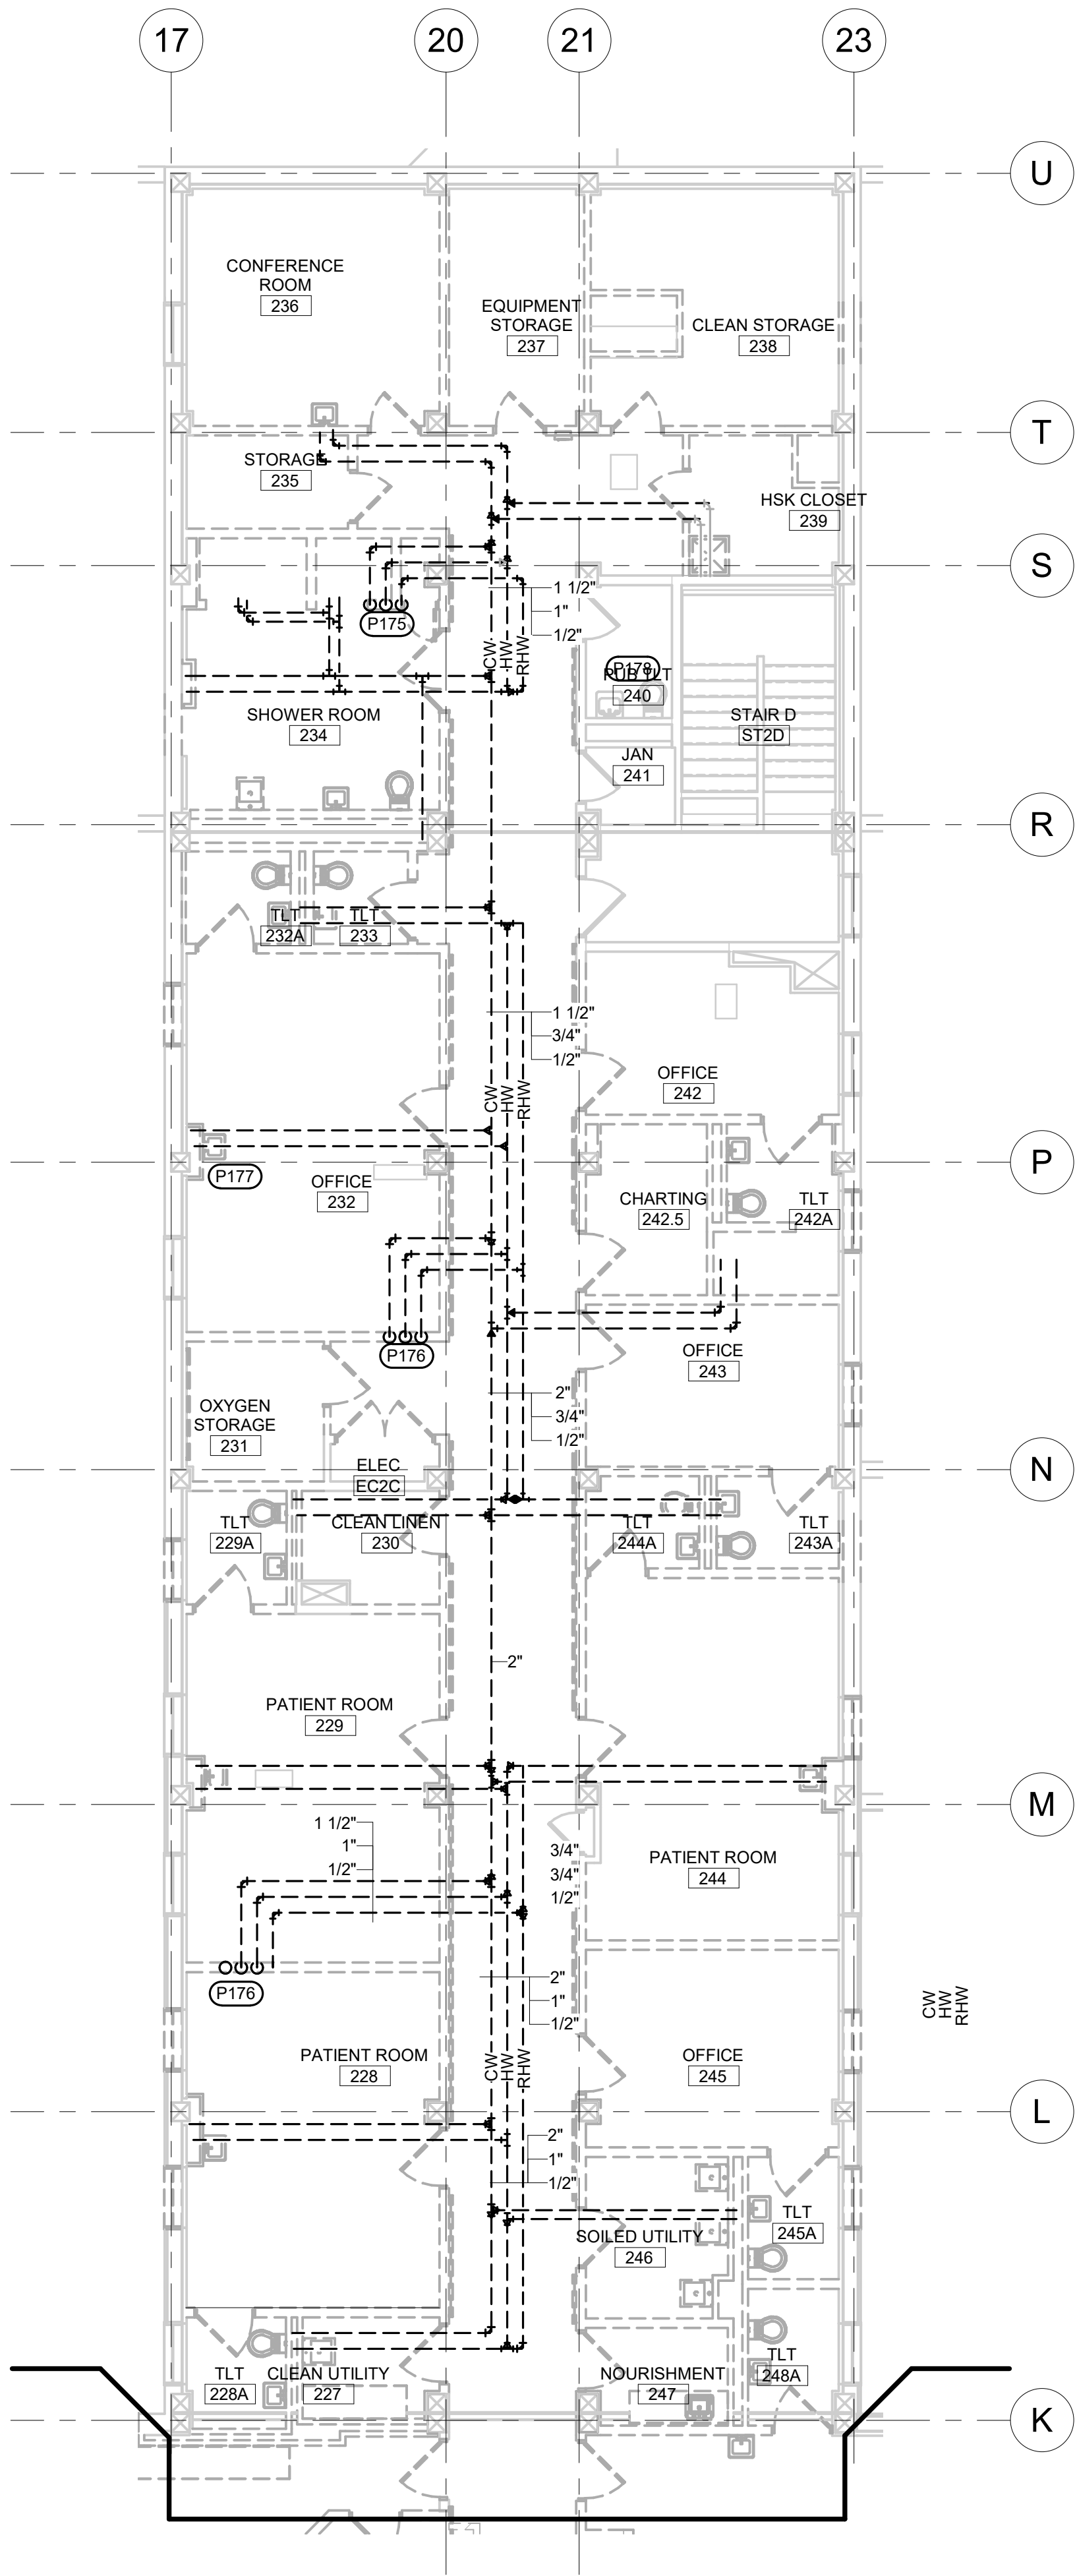 17
20
21
23
U
CONFERENCE
ROOM
236
EQUIPMENT
STORAGE
237
CLEAN STORAGE
238
T
STORAGE
235
HSK CLOSET
239
S
P175
1 1/2"
1"
1/2"
CW
HW
RHW
P178
PUB TLT
240
SHOWER ROOM
234
STAIR D
ST2D
JAN
241
R
TLT
232A
TLT
233
1 1/2"
3/4"
1/2"
CW
HW
RHW
OFFICE
242
P
P177
OFFICE
232
CHARTING
242.5
TLT
242A
P176
OFFICE
243
2"
3/4"
1/2"
OXYGEN
STORAGE
231
ELEC
EC2C
N
TLT
229A
CLEAN LINEN
230
TLT
244A
TLT
243A
2"
PATIENT ROOM
229
M
1 1/2"
1"
1/2"
3/4"
3/4"
1/2"
PATIENT ROOM
244
P176
2"
1"
1/2"
CW
HW
RHW
PATIENT ROOM
228
CW
HW
RHW
OFFICE
245
L
2"
1"
1/2"
SOILED UTILITY
246
TLT
245A
TLT
228A
CLEAN UTILITY
227
NOURISHMENT
247
TLT
248A
K